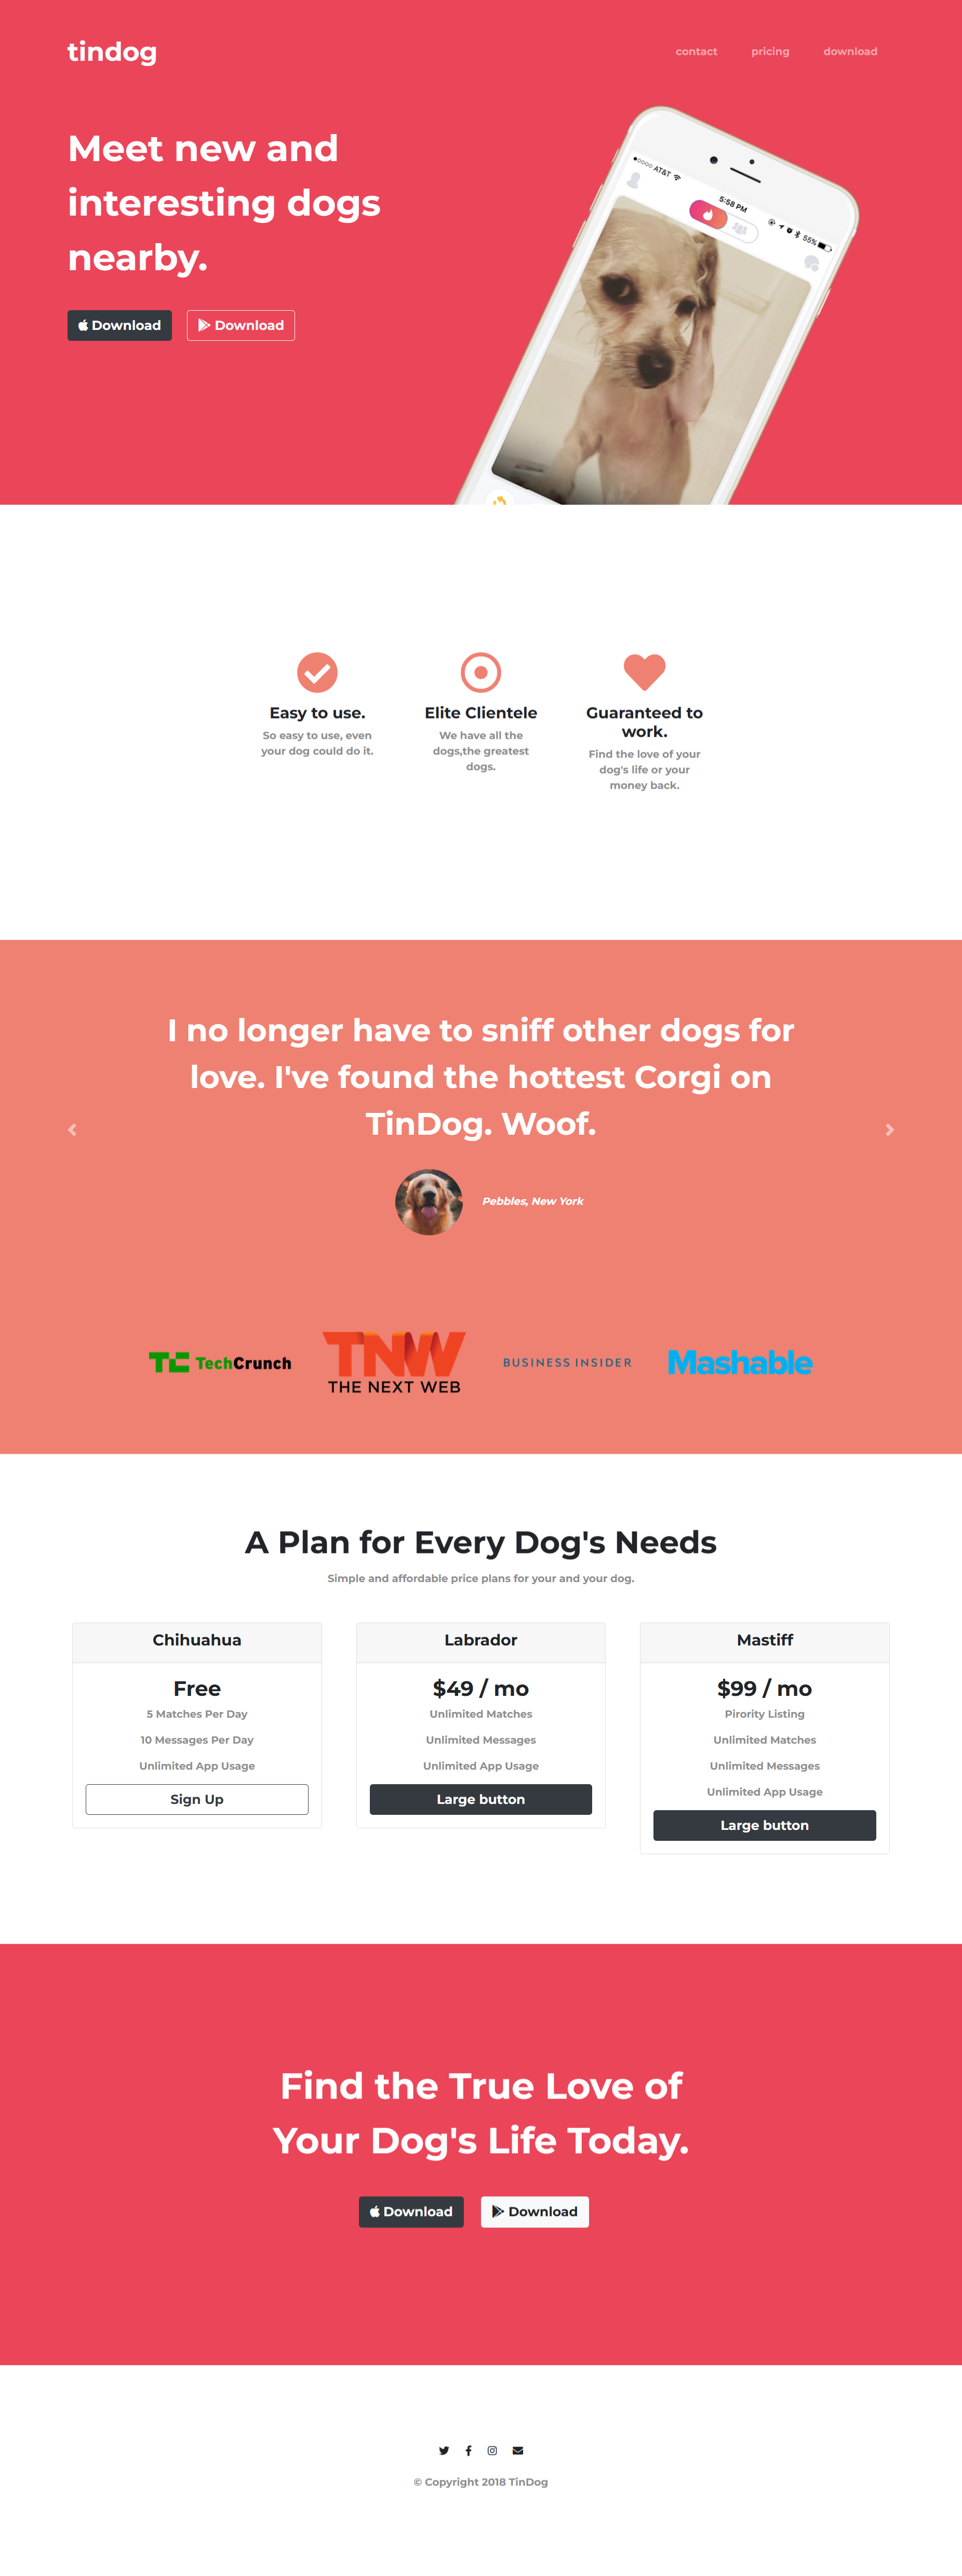 tindog
contact pricing download
Meet new and
interesting dogs
nearby.
Download Download
AT&T 5:58 PM 55%
Easy to use.
So easy to use, even
your dog could do it.
Elite Clientele
We have all the
dogs,the greatest
dogs.
Guaranteed to
work.
Find the love of your
dog's life or your
money back.
I no longer have to sniff other dogs for
love. I've found the hottest Corgi on
TinDog. Woof.
Pebbles, New York
TC TechCrunch
TNW
THE NEXT WEB
BUSINESS INSIDER
Mashable
A Plan for Every Dog's Needs
Simple and affordable price plans for your and your dog.
Chihuahua
Free
5 Matches Per Day
10 Messages Per Day
Unlimited App Usage
Sign Up
Labrador
$49 / mo
Unlimited Matches
Unlimited Messages
Unlimited App Usage
Large button
Mastiff
$99 / mo
Pirority Listing
Unlimited Matches
Unlimited Messages
Unlimited App Usage
Large button
Find the True Love of
Your Dog's Life Today.
Download Download
© Copyright 2018 TinDog